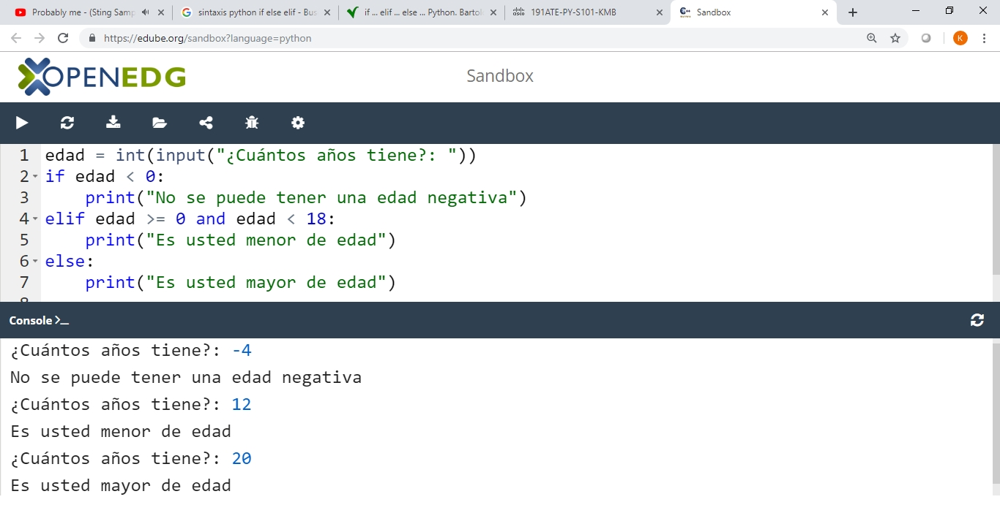 Probably me - (Sting Samp
sintaxis python if else elif - Bus
if ... elif ... else ... Python. Bartol
cisco 191ATE-PY-S101-KMB
C++ Sandbox
https://edube.org/sandbox?language=python
K
OPENEDG
Sandbox
1 edad = int(input("¿Cuántos años tiene?: "))
2 if edad < 0:
3     print("No se puede tener una edad negativa")
4 elif edad >= 0 and edad < 18:
5     print("Es usted menor de edad")
6 else:
7     print("Es usted mayor de edad")
Console >_
¿Cuántos años tiene?: -4
No se puede tener una edad negativa
¿Cuántos años tiene?: 12
Es usted menor de edad
¿Cuántos años tiene?: 20
Es usted mayor de edad